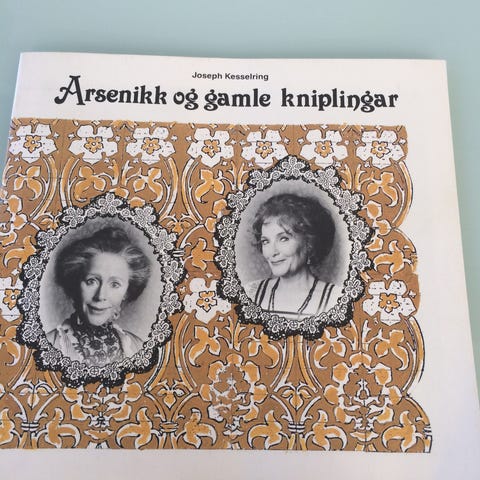 Joseph Kesselring
Arsenikk og gamle kniplingar